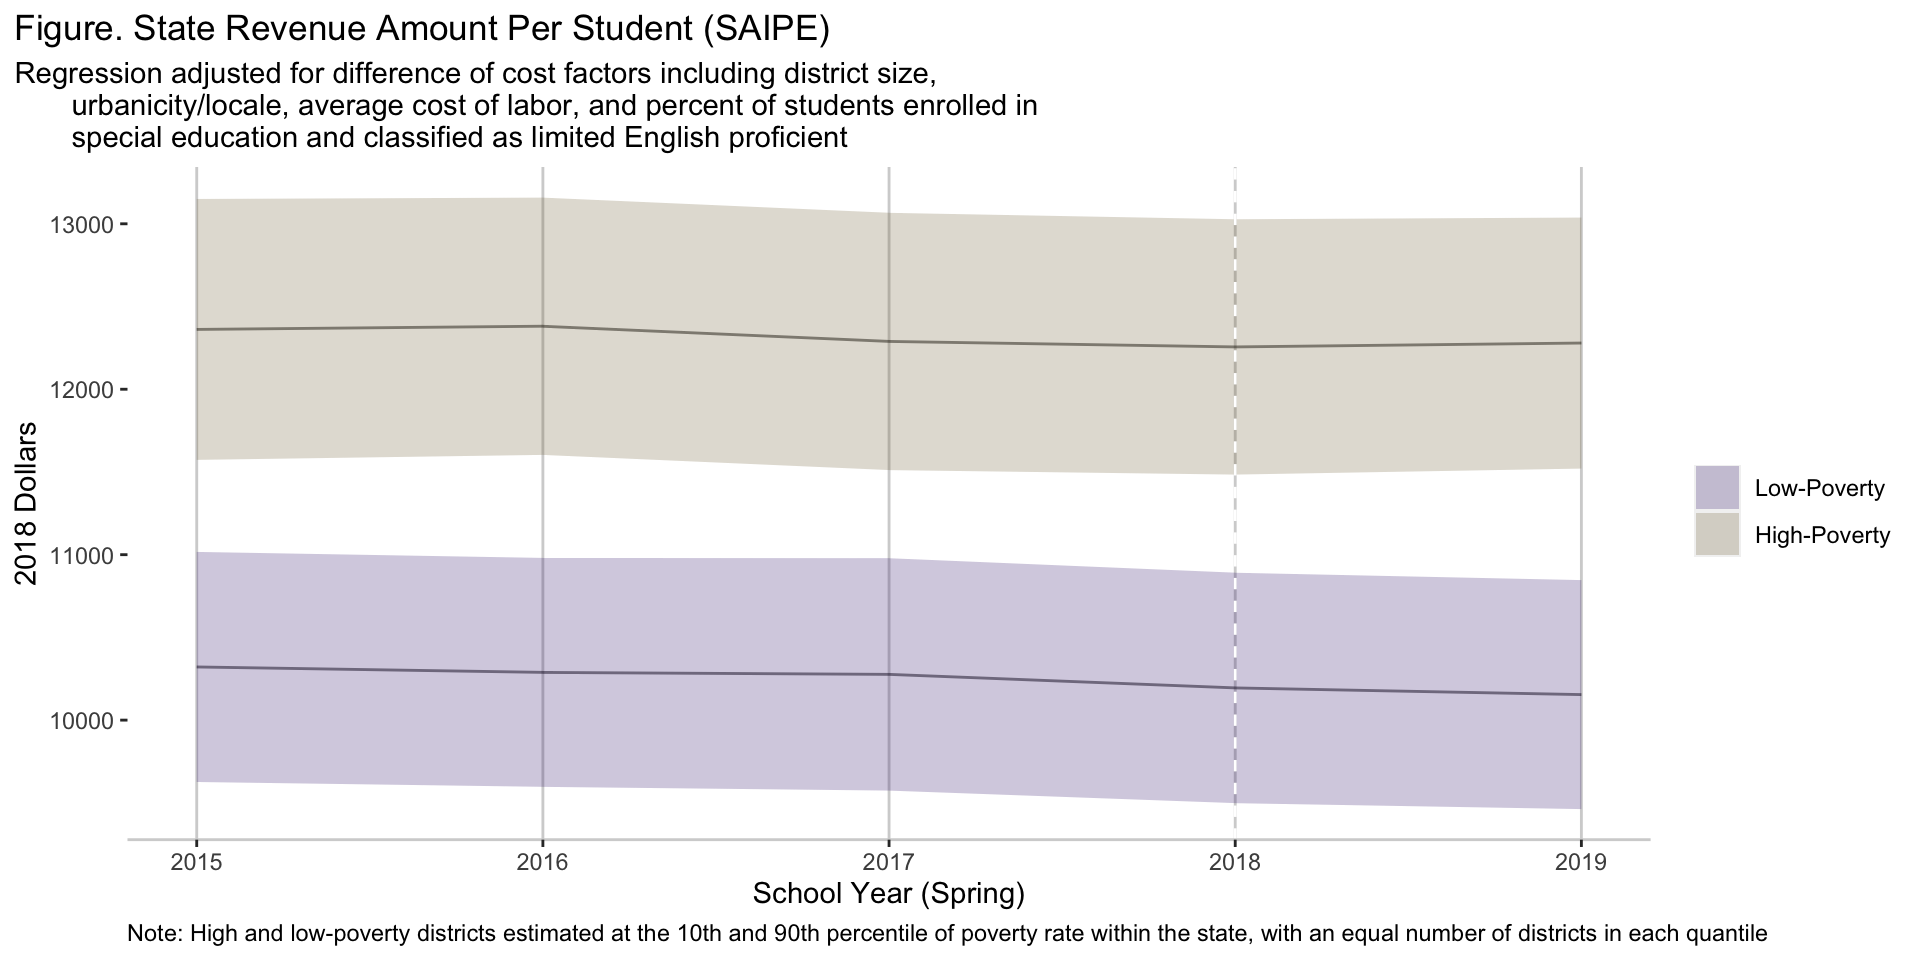 Figure. State Revenue Amount Per Student (SAIPE)
Regression adjusted for difference of cost factors including district size,
urbanicity/locale, average cost of labor, and percent of students enrolled in
special education and classified as limited English proficient
13000
12000
11000
10000
2018 Dollars
2015
2016
2017
2018
2019
School Year (Spring)
Low-Poverty
High-Poverty
Note: High and low-poverty districts estimated at the 10th and 90th percentile of poverty rate within the state, with an equal number of districts in each quantile